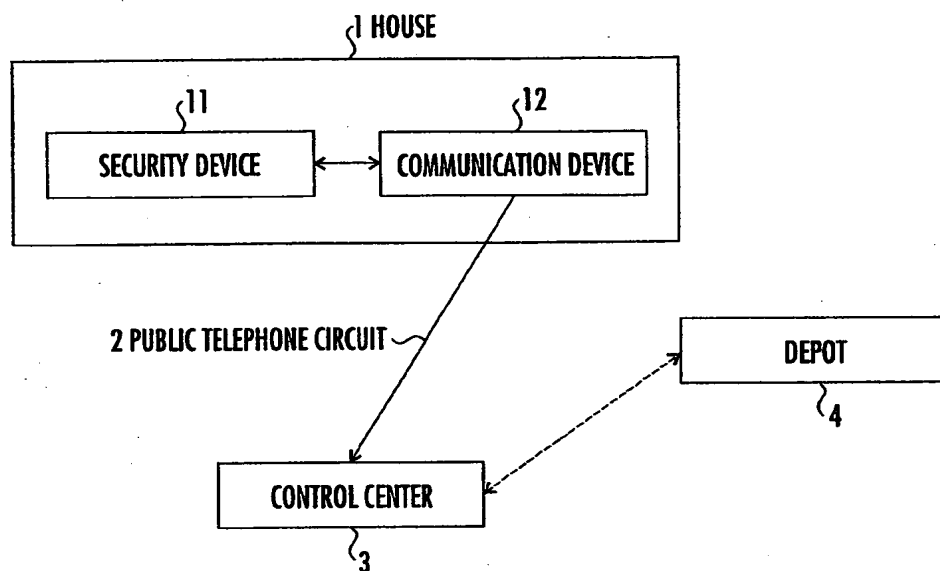 1 HOUSE
11
12
SECURITY DEVICE
COMMUNICATION DEVICE
2 PUBLIC TELEPHONE CIRCUIT
DEPOT
4
CONTROL CENTER
3